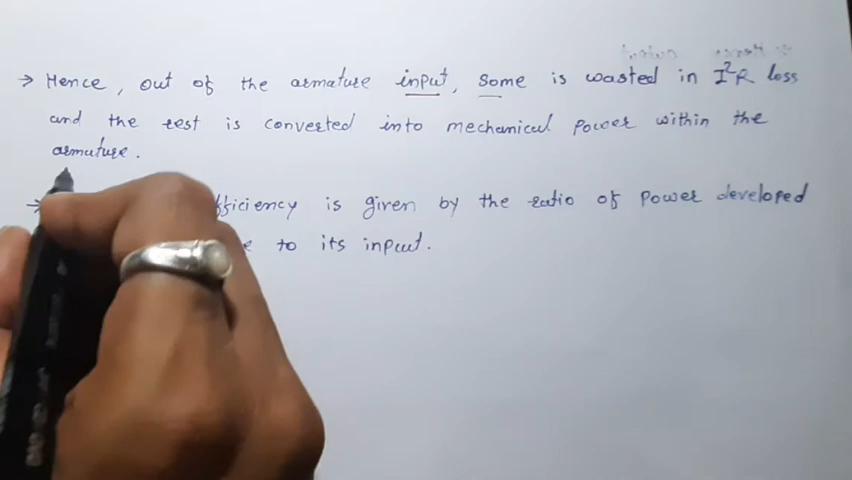 → Hence, out of the armature input, some is wasted in I²R loss
and the rest is converted into mechanical power within the
armature.
→ fficiency is given by the ratio of power developed
e to its input.